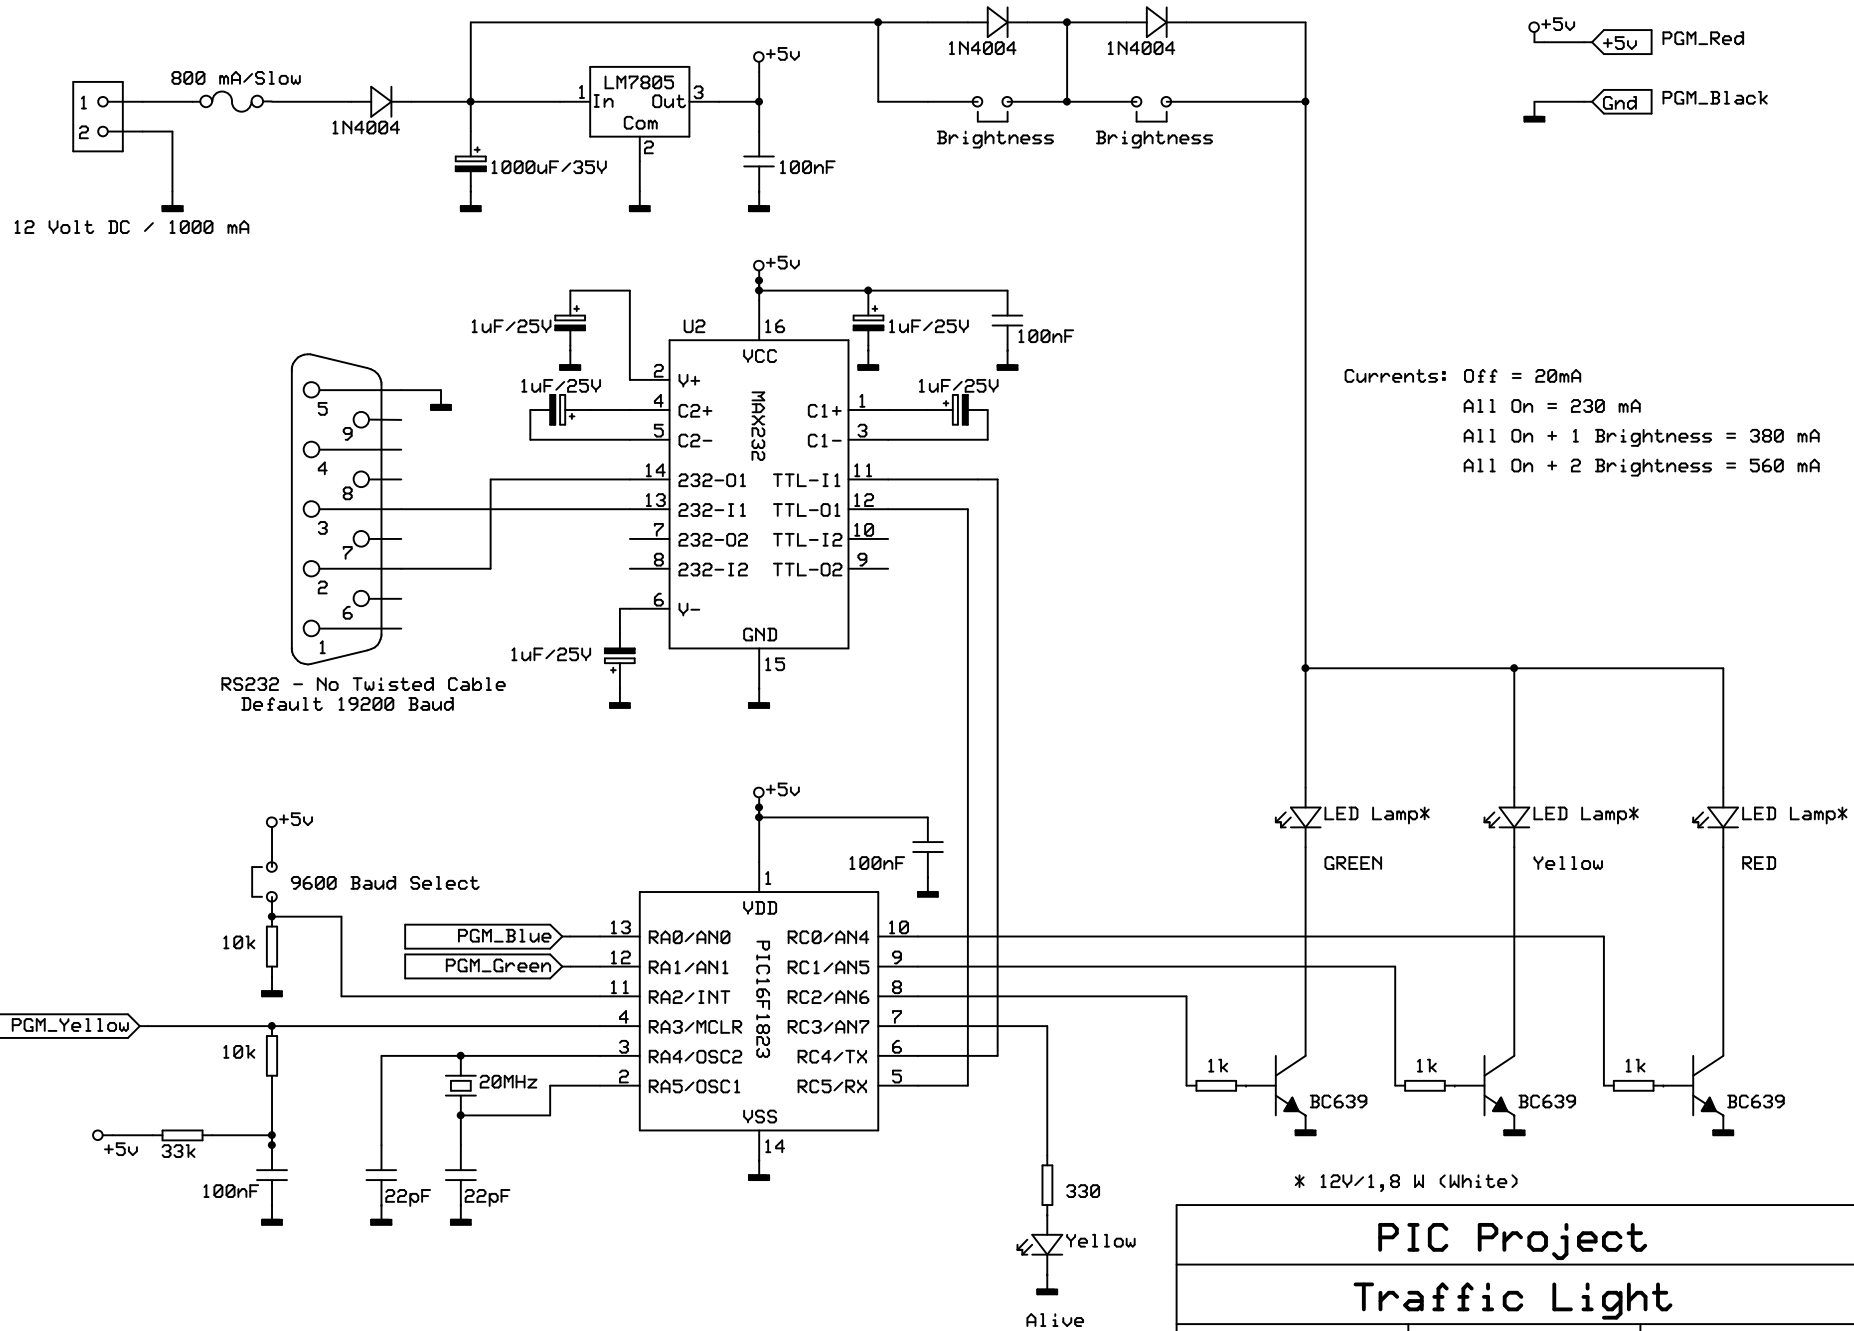 800 mA/Slow
1
2
1N4004
12 Volt DC / 1000 mA
1000uF/35V
LM7805
1 In Out 3
Com
2
+5v
100nF
1N4004
1N4004
Brightness
Brightness
+5v
+5v PGM_Red
Gnd PGM_Black
+5v
1uF/25V
U2
16
1uF/25V
100nF
VCC
2 V+
1uF/25V
1uF/25V
MAX232
4 C2+ C1+ 1
5 C2- C1- 3
14 232-O1 TTL-I1 11
13 232-I1 TTL-O1 12
7 232-O2 TTL-I2 10
8 232-I2 TTL-O2 9
6 V-
GND
15
1uF/25V
5
9
4
8
3
7
2
6
1
RS232 - No Twisted Cable
Default 19200 Baud
Currents: Off = 20mA
All On = 230 mA
All On + 1 Brightness = 380 mA
All On + 2 Brightness = 560 mA
LED Lamp*
GREEN
LED Lamp*
Yellow
LED Lamp*
RED
+5v
9600 Baud Select
10k
+5v
100nF
1
VDD
PIC16F1823
PGM_Blue 13 RA0/AN0 RC0/AN4 10
PGM_Green 12 RA1/AN1 RC1/AN5 9
11 RA2/INT RC2/AN6 8
PGM_Yellow 4 RA3/MCLR RC3/AN7 7
3 RA4/OSC2 RC4/TX 6
2 RA5/OSC1 RC5/RX 5
VSS
14
10k
20MHz
+5v
33k
100nF
22pF
22pF
1k
BC639
1k
BC639
1k
BC639
330
Yellow
Alive
* 12V/1,8 W (White)
PIC Project
Traffic Light